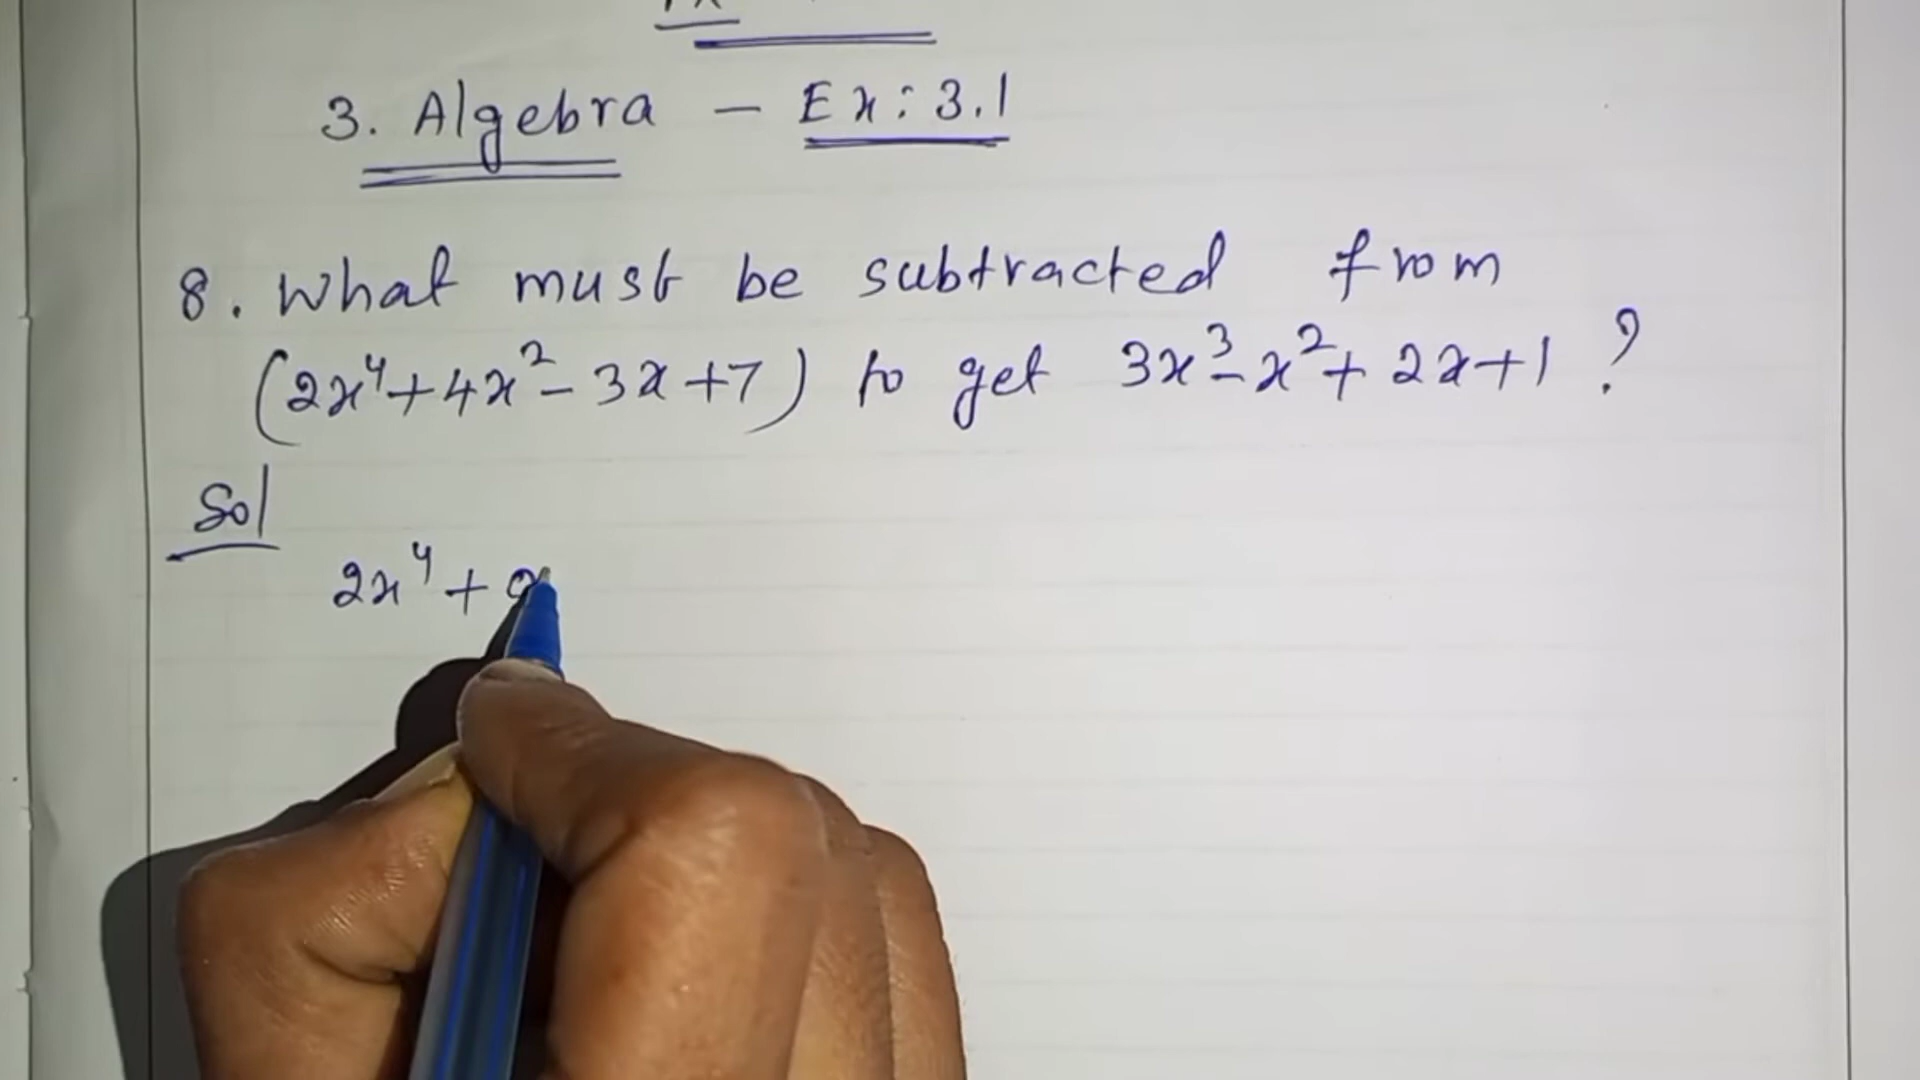 3. Algebra - Ex: 3.1
8. What must be subtracted from
(2x⁴+4x²-3x+7) to get 3x³-x²+2x+1 ?
Sol
2x⁴ +